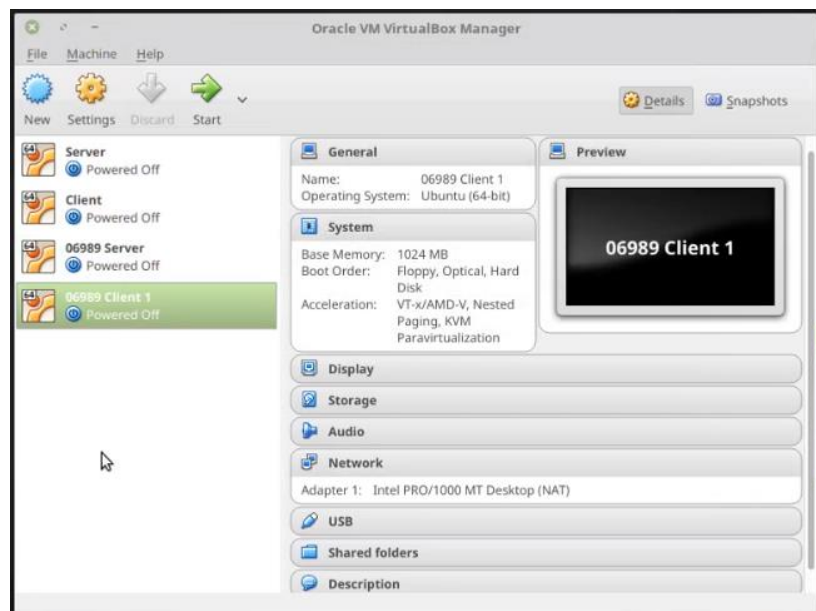 Oracle VM VirtualBox Manager
File Machine Help
New Settings Discard Start
Details Snapshots
64 Server
Powered Off
64 Client
Powered Off
64 06989 Server
Powered Off
64 06989 Client 1
Powered Off
General
Name: 06989 Client 1
Operating System: Ubuntu (64-bit)
System
Base Memory: 1024 MB
Boot Order: Floppy, Optical, Hard
Disk
Acceleration: VT-x/AMD-V, Nested
Paging, KVM
Paravirtualization
Preview
06989 Client 1
Display
Storage
Audio
Network
Adapter 1: Intel PRO/1000 MT Desktop (NAT)
USB
Shared folders
Description